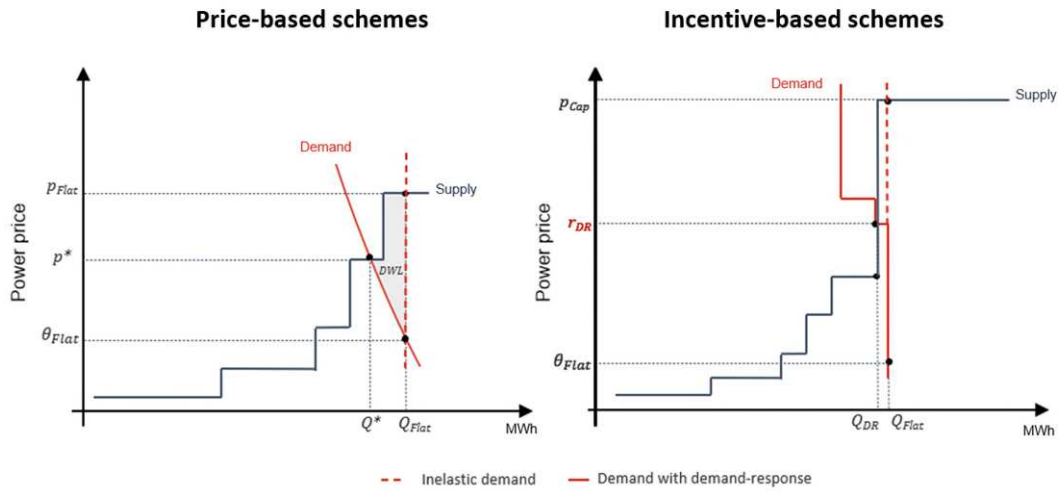 Price-based schemes
Incentive-based schemes
Demand
p_Flat
Supply
p*
DWL
θ_Flat
Power price
Q*
Q_Flat
MWh
Demand
p_Cap
Supply
r_DR
θ_Flat
Power price
Q_DR
Q_Flat
MWh
Inelastic demand
Demand with demand-response